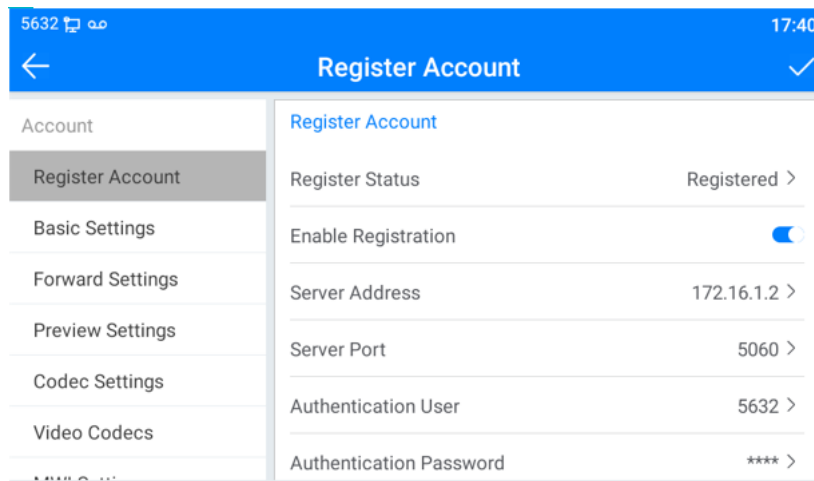 5632 17:40
Register Account
Account
Register Account
Basic Settings
Forward Settings
Preview Settings
Codec Settings
Video Codecs
Register Account
Register Status Registered >
Enable Registration
Server Address 172.16.1.2 >
Server Port 5060 >
Authentication User 5632 >
Authentication Password **** >